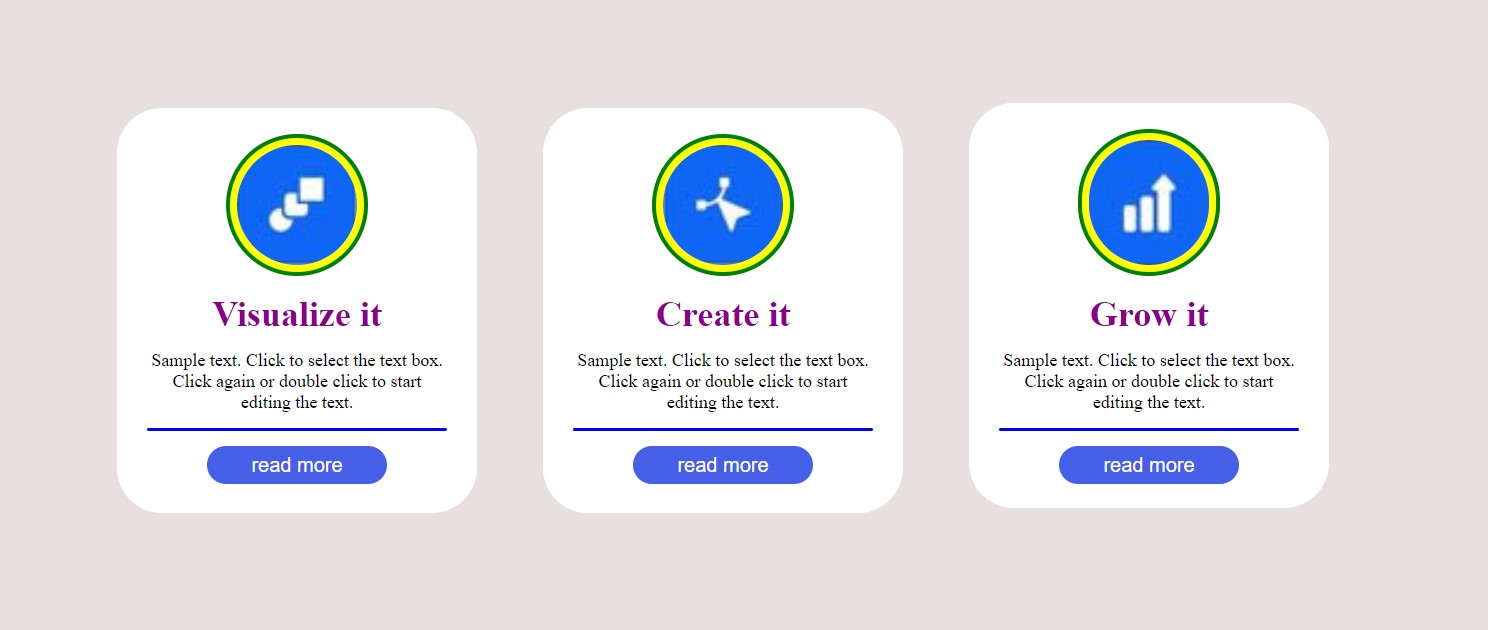 Visualize it
Sample text. Click to select the text box.
Click again or double click to start
editing the text.
read more
Create it
Sample text. Click to select the text box.
Click again or double click to start
editing the text.
read more
Grow it
Sample text. Click to select the text box.
Click again or double click to start
editing the text.
read more